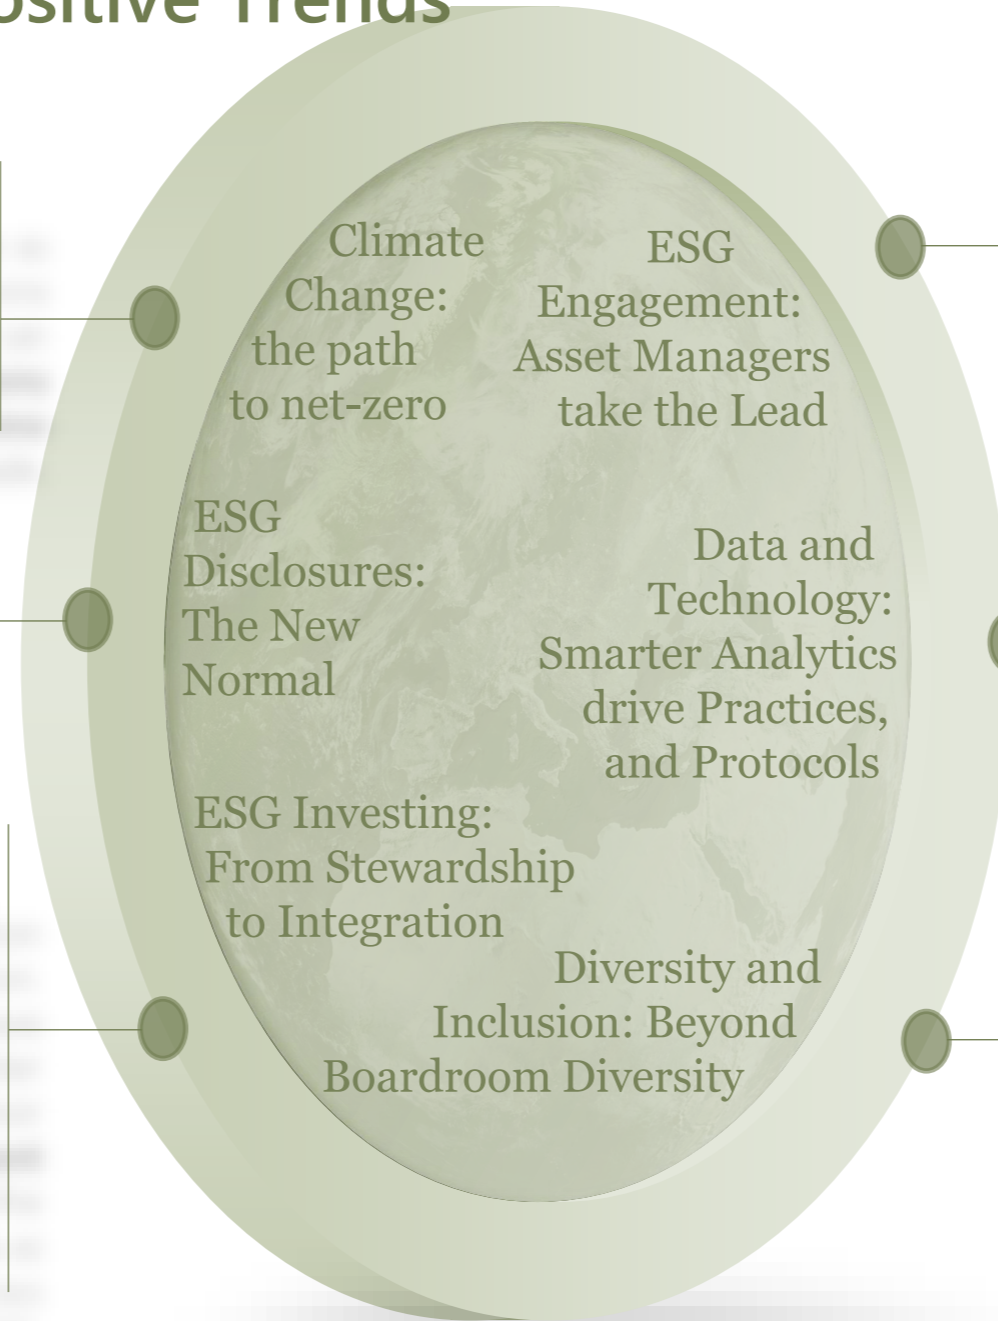 Trends
Climate
Change:
the path
to net-zero
ESG
Engagement:
Asset Managers
take the Lead
ESG
Disclosures:
The New
Normal
Data and
Technology:
Smarter Analytics
drive Practices,
and Protocols
ESG Investing:
From Stewardship
to Integration
Diversity and
Inclusion: Beyond
Boardroom Diversity